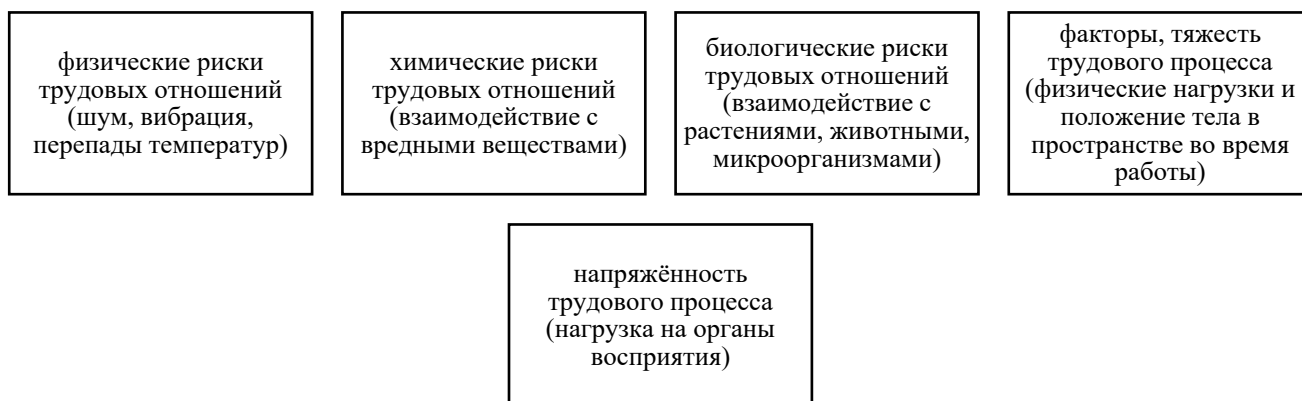 физические риски
трудовых отношений
(шум, вибрация,
перепады температур)
химические риски
трудовых отношений
(взаимодействие с
вредными веществами)
биологические риски
трудовых отношений
(взаимодействие с
растениями, животными,
микроорганизмами)
факторы, тяжесть
трудового процесса
(физические нагрузки и
положение тела в
пространстве во время
работы)
напряжённость
трудового процесса
(нагрузка на органы
восприятия)